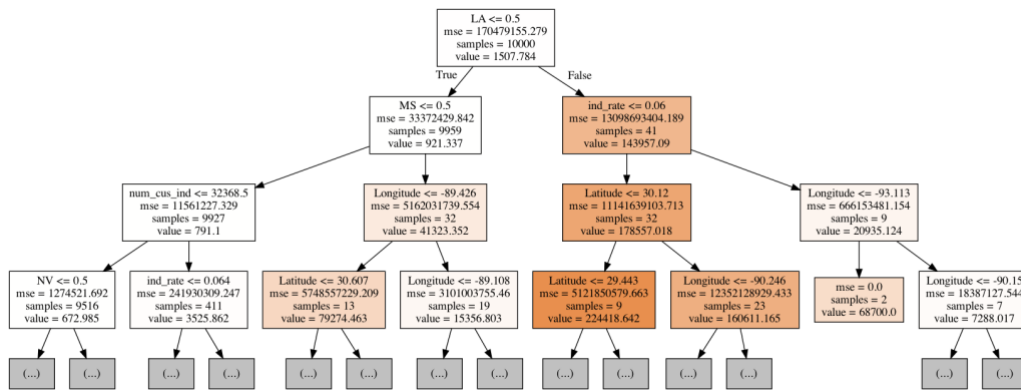 LA <= 0.5
mse = 170479155.279
samples = 10000
value = 1507.784
True
False
MS <= 0.5
mse = 33372429.842
samples = 9959
value = 921.337
ind_rate <= 0.06
mse = 13098693404.189
samples = 41
value = 143957.09
num_cus_ind <= 32368.5
mse = 11561227.329
samples = 9927
value = 791.1
Longitude <= -89.426
mse = 5162031739.554
samples = 32
value = 41323.352
Latitude <= 30.12
mse = 11141639103.713
samples = 32
value = 178557.018
Longitude <= -93.113
mse = 666153481.154
samples = 9
value = 20935.124
NV <= 0.5
mse = 1274521.692
samples = 9516
value = 672.985
ind_rate <= 0.064
mse = 241930309.247
samples = 411
value = 3525.862
Latitude <= 30.607
mse = 5748557229.209
samples = 13
value = 79274.463
Longitude <= -89.108
mse = 3101003755.46
samples = 19
value = 15356.803
Latitude <= 29.443
mse = 5121850579.663
samples = 9
value = 224418.642
Longitude <= -90.246
mse = 12352128929.433
samples = 23
value = 160611.165
mse = 0.0
samples = 2
value = 68700.0
Longitude <= -90.15
mse = 18387127.544
samples = 7
value = 7288.017
(...)
(...)
(...)
(...)
(...)
(...)
(...)
(...)
(...)
(...)
(...)
(...)
(...)
(...)